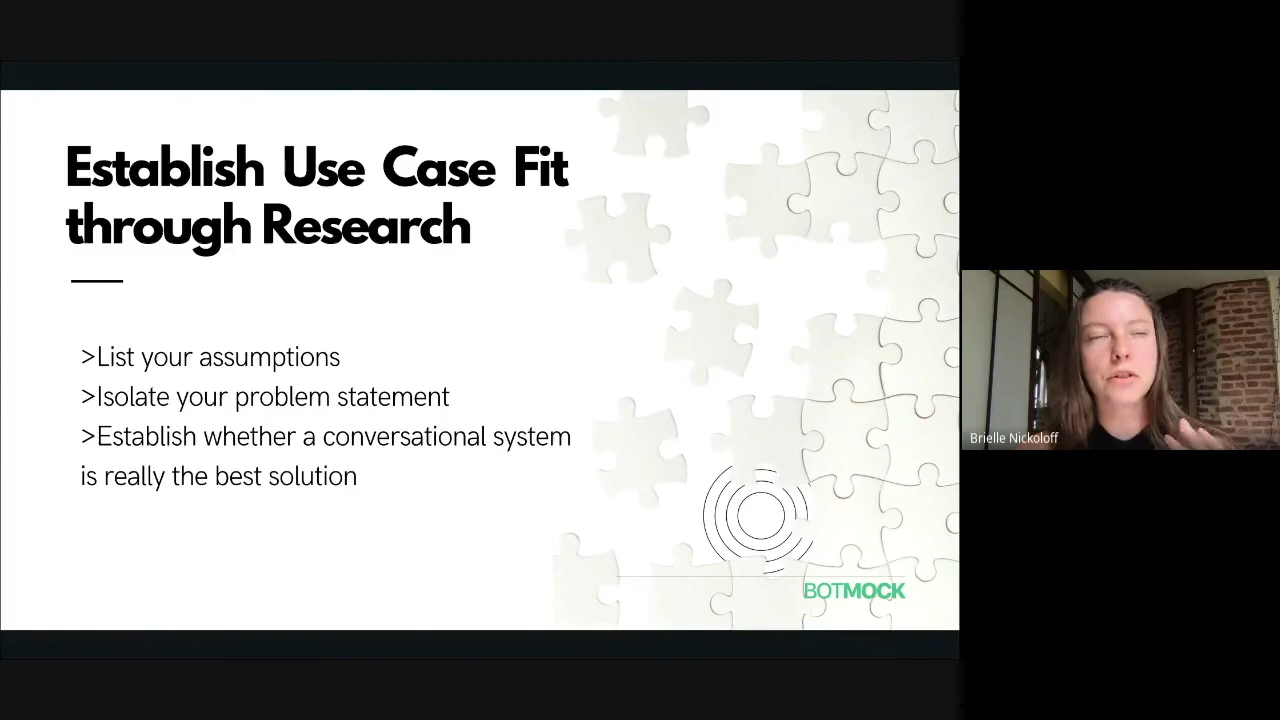 Establish Use Case Fit
through Research
>List your assumptions
>Isolate your problem statement
>Establish whether a conversational system
is really the best solution
BOTMOCK
Brielle Nickoloff